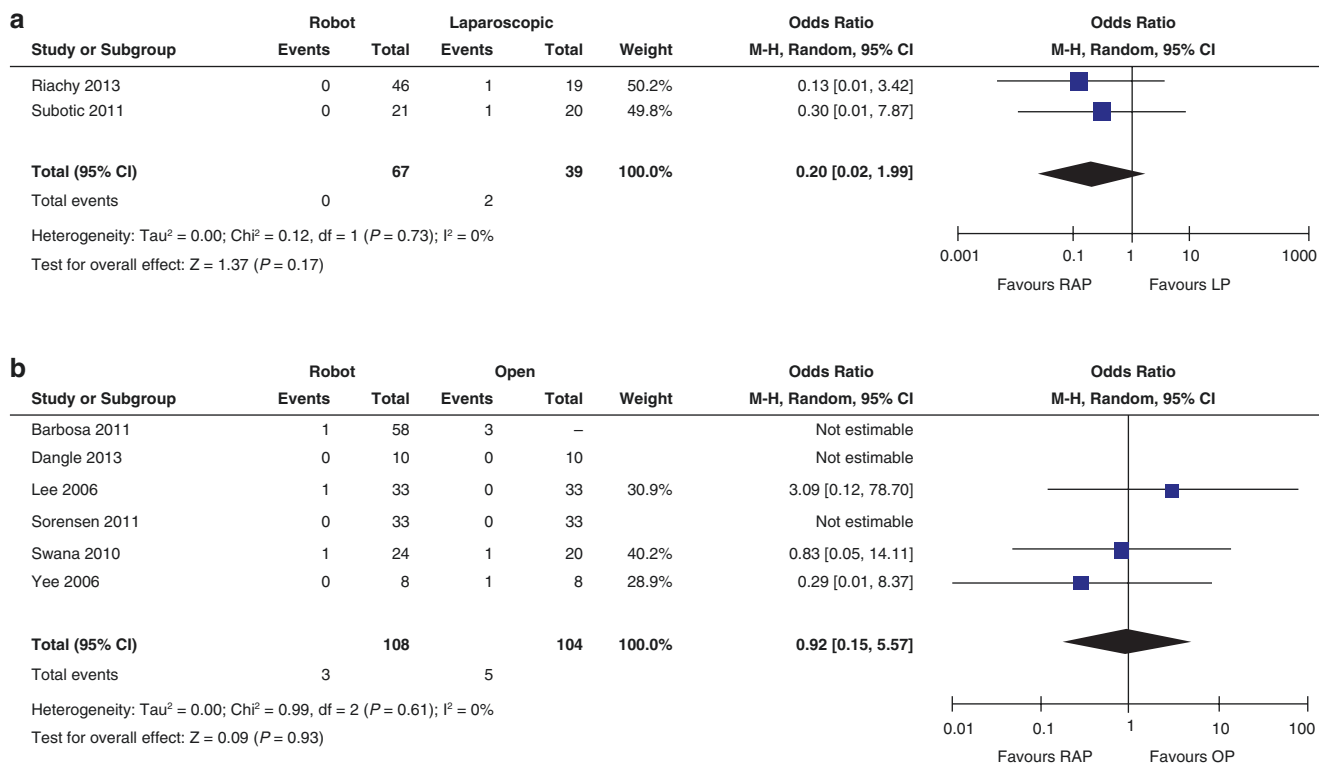 a
Robot Laparoscopic Odds Ratio Odds Ratio
Study or Subgroup Events Total Events Total Weight M-H, Random, 95% CI M-H, Random, 95% CI
Riachy 2013 0 46 1 19 50.2% 0.13 [0.01, 3.42]
Subotic 2011 0 21 1 20 49.8% 0.30 [0.01, 7.87]
Total (95% CI) 67 39 100.0% 0.20 [0.02, 1.99]
Total events 0 2
Heterogeneity: Tau² = 0.00; Chi² = 0.12, df = 1 (P = 0.73); I² = 0%
Test for overall effect: Z = 1.37 (P = 0.17)
0.001 0.1 1 10 1000
Favours RAP Favours LP
b
Robot Open Odds Ratio Odds Ratio
Study or Subgroup Events Total Events Total Weight M-H, Random, 95% CI M-H, Random, 95% CI
Barbosa 2011 1 58 3 – Not estimable
Dangle 2013 0 10 0 10 Not estimable
Lee 2006 1 33 0 33 30.9% 3.09 [0.12, 78.70]
Sorensen 2011 0 33 0 33 Not estimable
Swana 2010 1 24 1 20 40.2% 0.83 [0.05, 14.11]
Yee 2006 0 8 1 8 28.9% 0.29 [0.01, 8.37]
Total (95% CI) 108 104 100.0% 0.92 [0.15, 5.57]
Total events 3 5
Heterogeneity: Tau² = 0.00; Chi² = 0.99, df = 2 (P = 0.61); I² = 0%
Test for overall effect: Z = 0.09 (P = 0.93)
0.01 0.1 1 10 100
Favours RAP Favours OP